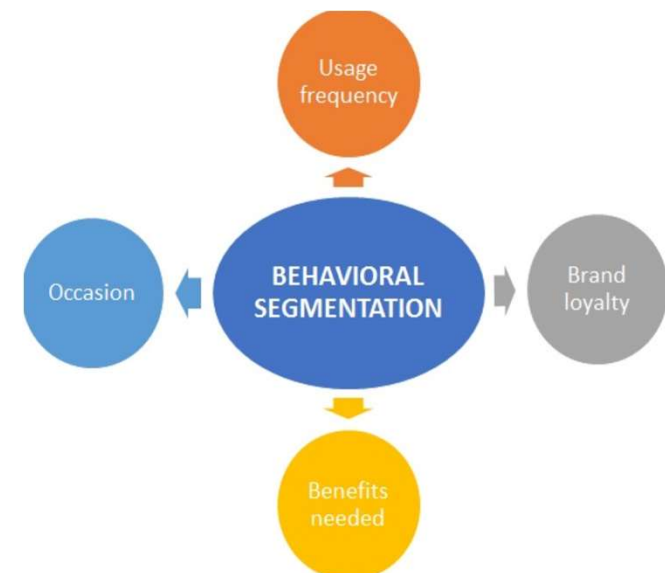 Usage
frequency
Occasion
BEHAVIORAL
SEGMENTATION
Brand
loyalty
Benefits
needed